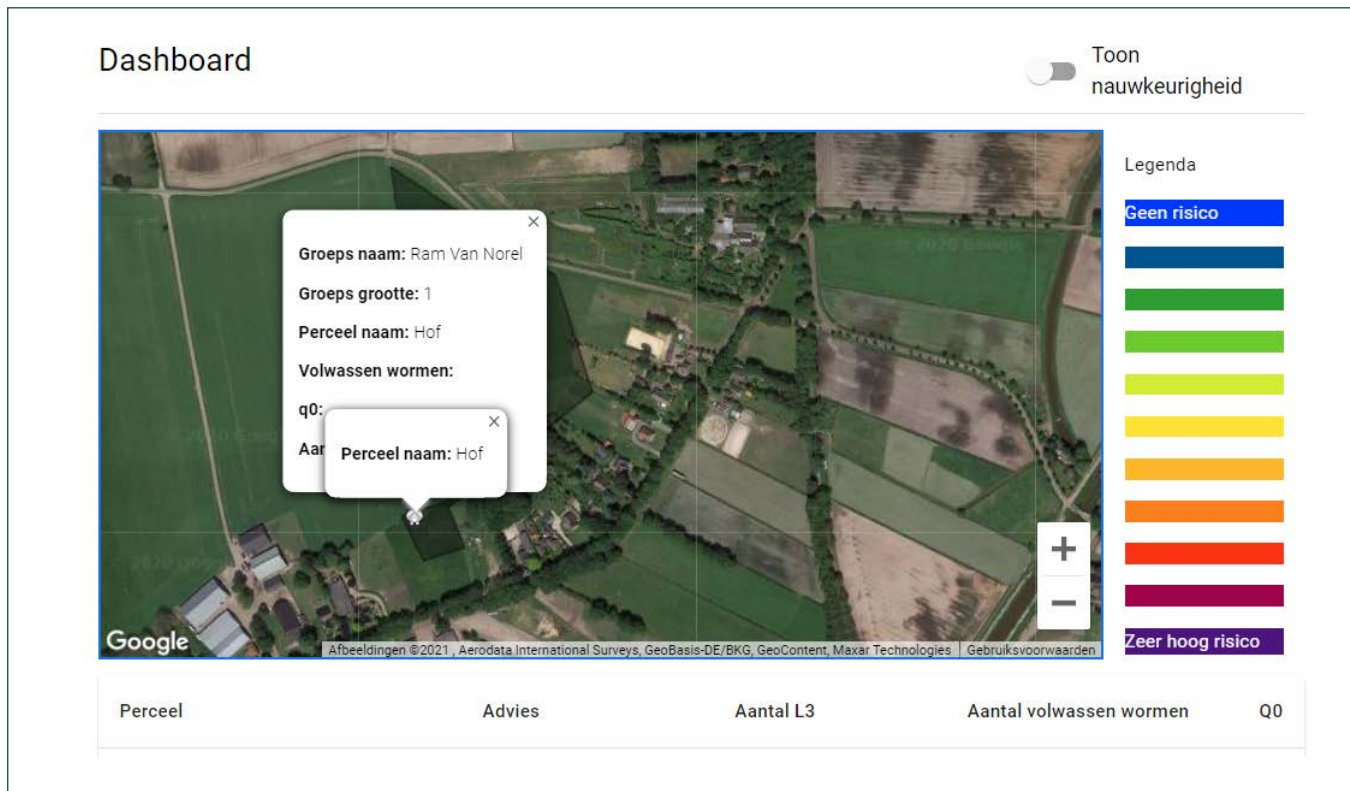 Dashboard
Toon
nauwkeurigheid
Legenda
Geen risico
Groeps naam: Ram Van Norel
Groeps grootte: 1
Perceel naam: Hof
Volwassen wormen:
q0:
Perceel naam: Hof
Zeer hoog risico
Google
Afbeeldingen ©2021 , Aerodata International Surveys, GeoBasis-DE/BKG, GeoContent, Maxar Technologies
Gebruiksvoorwaarden
Perceel Advies Aantal L3 Aantal volwassen wormen Q0